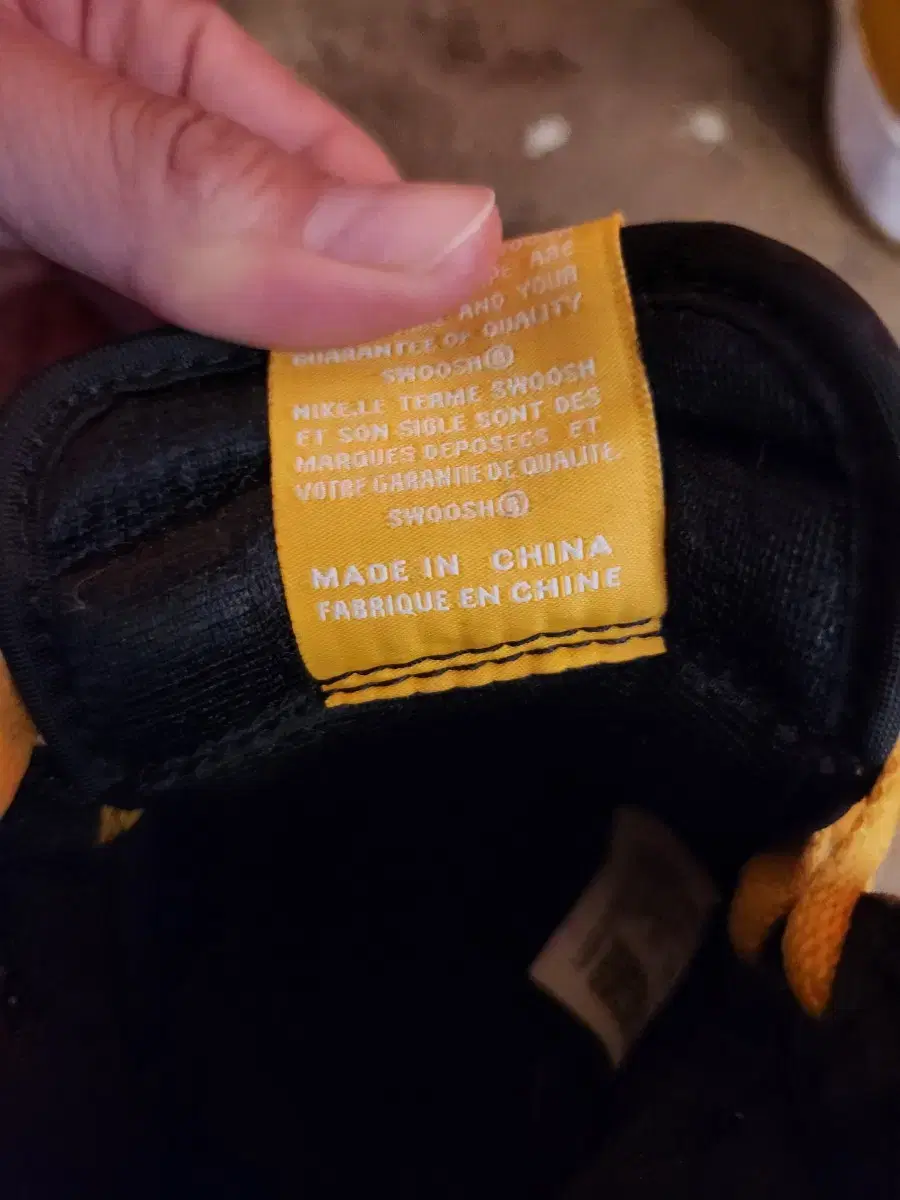 ARE
AND YOUR
GUARANTEE OF QUALITY
SWOOSH®
NIKE,LE TERME SWOOSH
ET SON SIGLE SONT DES
MARQUES DEPOSEES ET
VOTRE GARANTIE DE QUALITE.
SWOOSH®
MADE IN CHINA
FABRIQUE EN CHINE